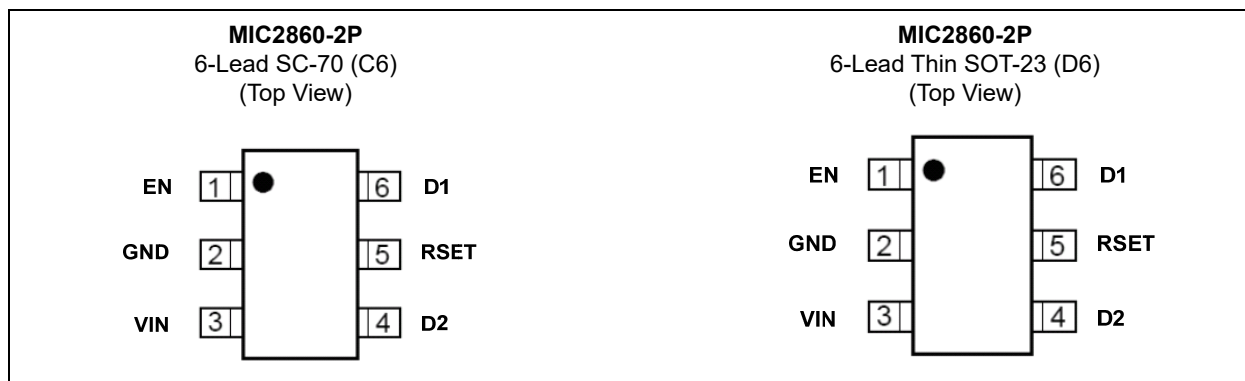 MIC2860-2P
6-Lead SC-70 (C6)
(Top View)
EN 1 6 D1
GND 2 5 RSET
VIN 3 4 D2
MIC2860-2P
6-Lead Thin SOT-23 (D6)
(Top View)
EN 1 6 D1
GND 2 5 RSET
VIN 3 4 D2